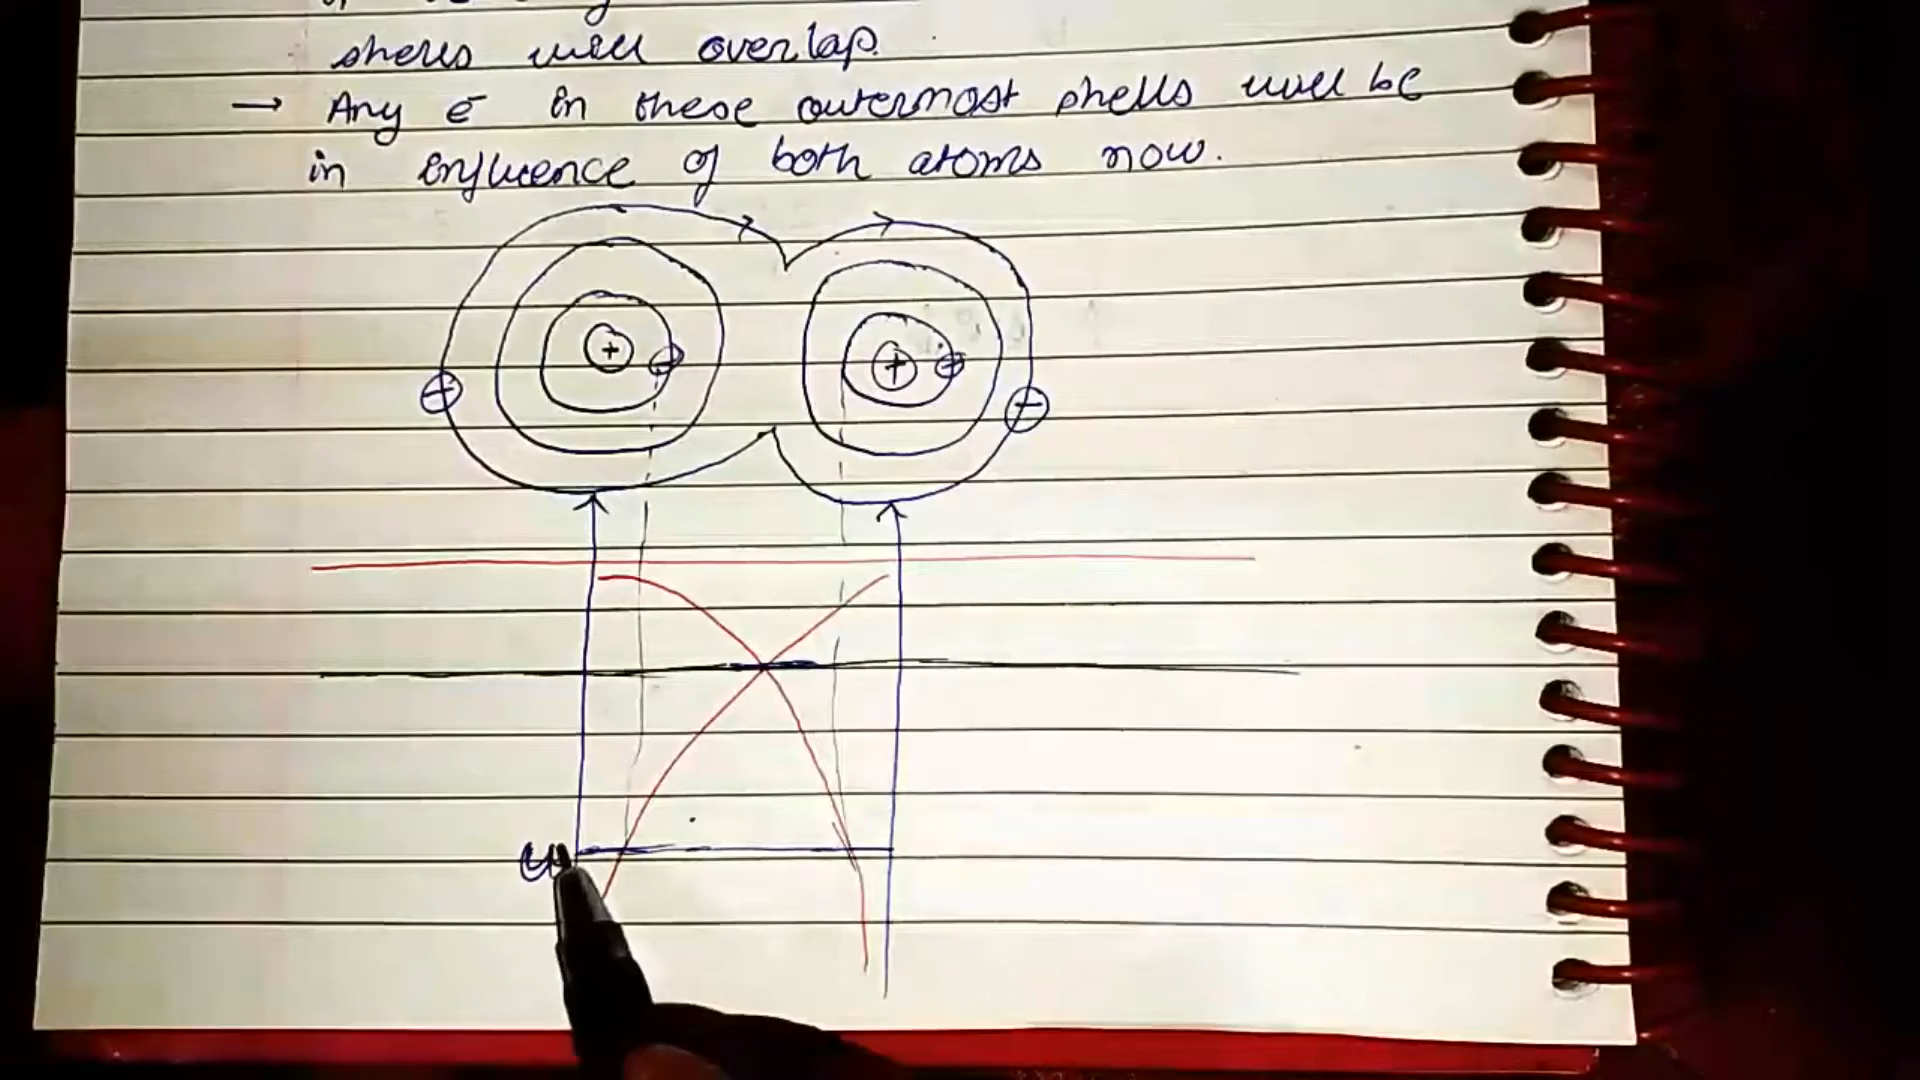 shells will overlap.
→ Any e⁻ in these outermost shells will be
in influence of both atoms now.
+ - + -
- -